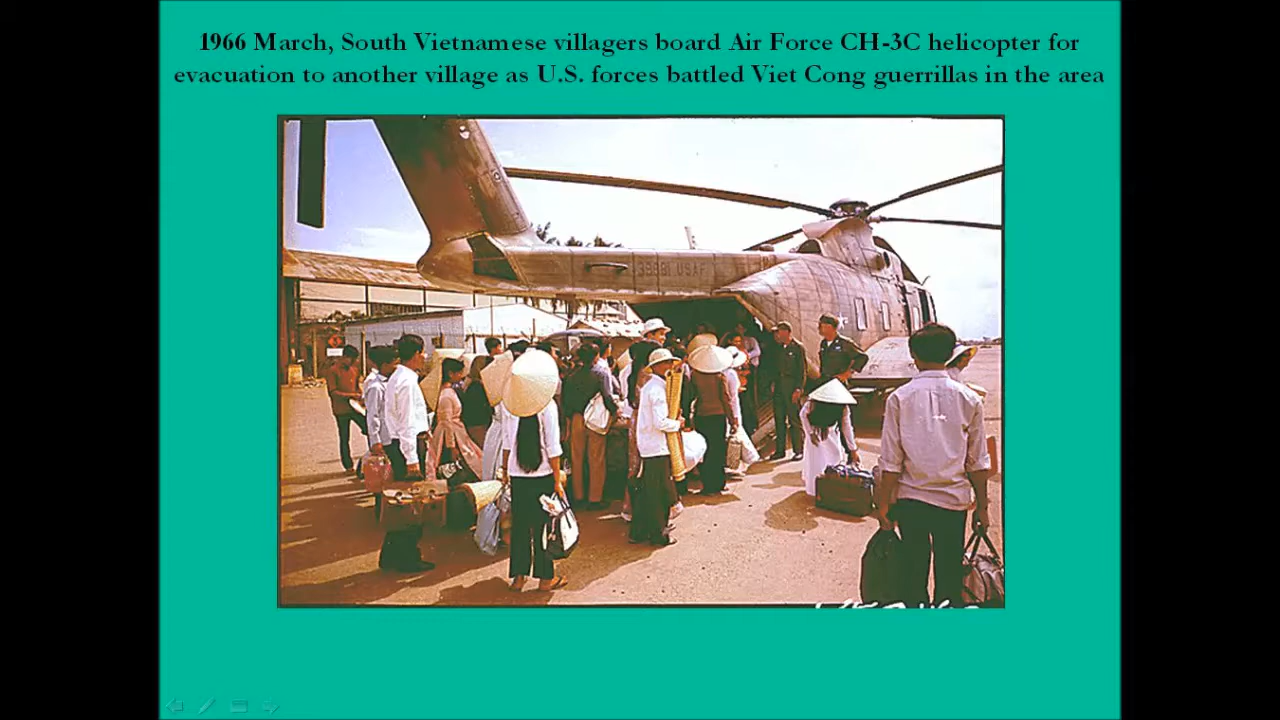 1966 March, South Vietnamese villagers board Air Force CH-3C helicopter for
evacuation to another village as U.S. forces battled Viet Cong guerrillas in the area
USAF